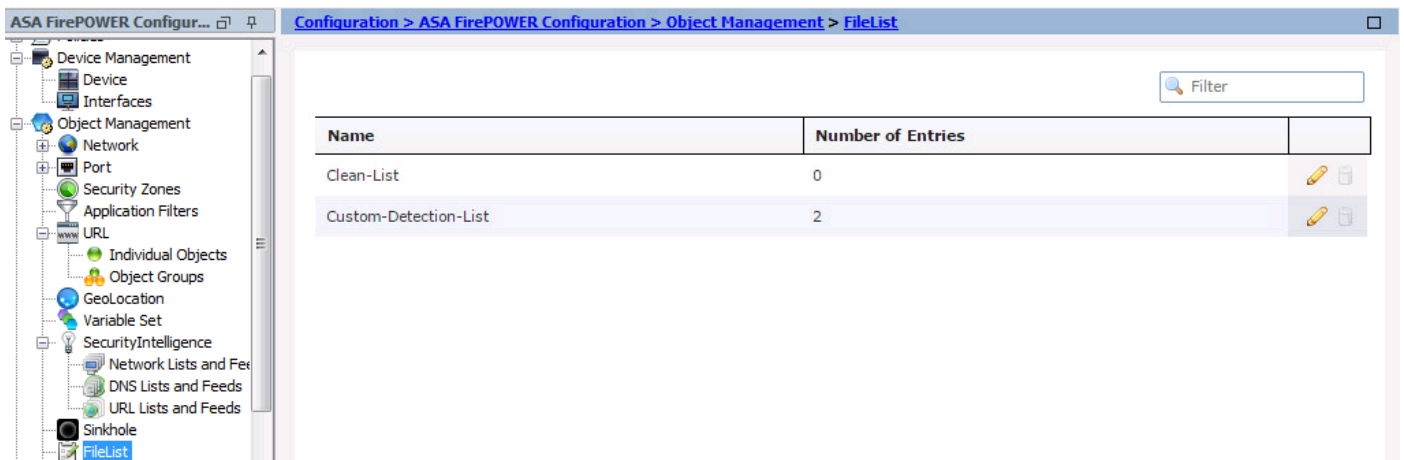 ASA FirePOWER Configur...
Configuration > ASA FirePOWER Configuration > Object Management > FileList
Device Management
Device
Interfaces
Object Management
Network
Port
Security Zones
Application Filters
www URL
Individual Objects
Object Groups
GeoLocation
Variable Set
SecurityIntelligence
Network Lists and Fee
DNS Lists and Feeds
URL Lists and Feeds
Sinkhole
FileList
Filter
Name Number of Entries
Clean-List 0
Custom-Detection-List 2